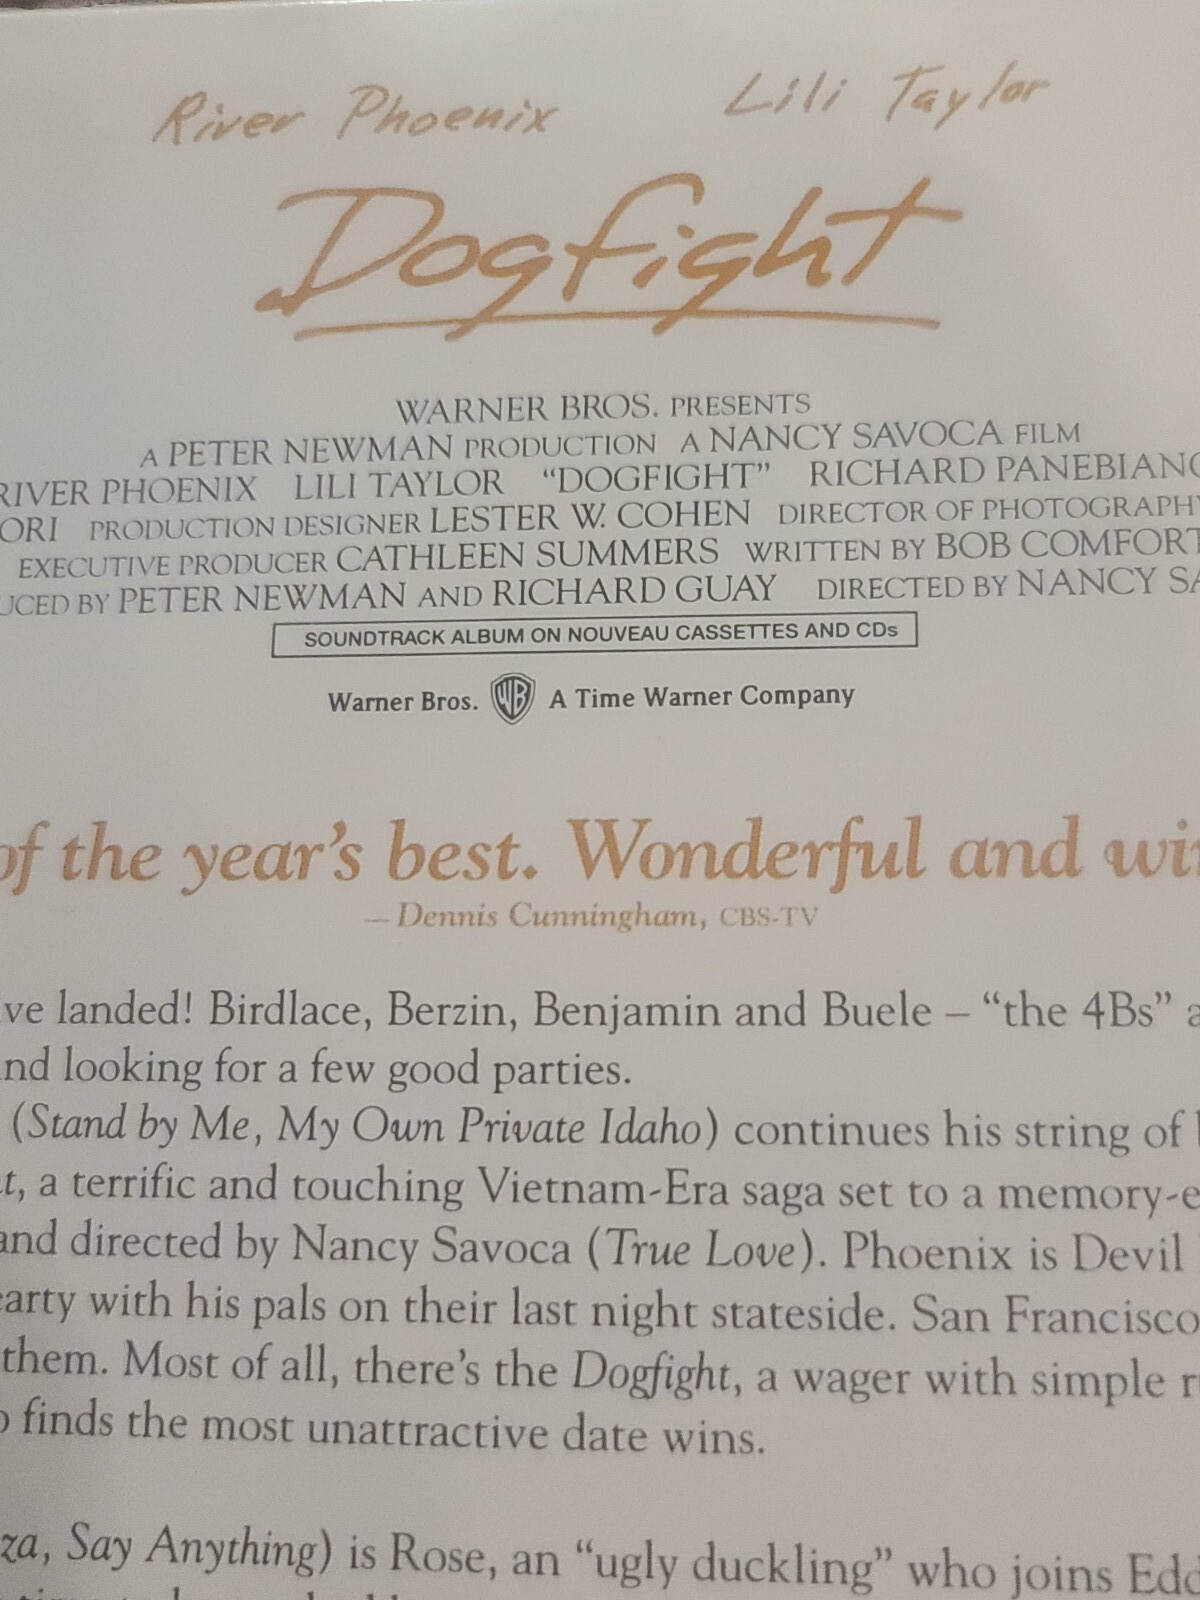 River Phoenix Lili Taylor
Dogfight
WARNER BROS. PRESENTS
A PETER NEWMAN PRODUCTION A NANCY SAVOCA FILM
RIVER PHOENIX LILI TAYLOR “DOGFIGHT” RICHARD PANEBIANC
ORI PRODUCTION DESIGNER LESTER W. COHEN DIRECTOR OF PHOTOGRAPHY
EXECUTIVE PRODUCER CATHLEEN SUMMERS WRITTEN BY BOB COMFORT
UCED BY PETER NEWMAN AND RICHARD GUAY DIRECTED BY NANCY SA
SOUNDTRACK ALBUM ON NOUVEAU CASSETTES AND CDs
Warner Bros. WB A Time Warner Company
of the year's best. Wonderful and wi
—Dennis Cunningham, CBS-TV
ve landed! Birdlace, Berzin, Benjamin and Buele – “the 4Bs” a
nd looking for a few good parties.
(Stand by Me, My Own Private Idaho) continues his string of
t, a terrific and touching Vietnam-Era saga set to a memory-e
and directed by Nancy Savoca (True Love). Phoenix is Devil
earty with his pals on their last night stateside. San Francisco
them. Most of all, there's the Dogfight, a wager with simple r
o finds the most unattractive date wins.
za, Say Anything) is Rose, an “ugly duckling” who joins Edd